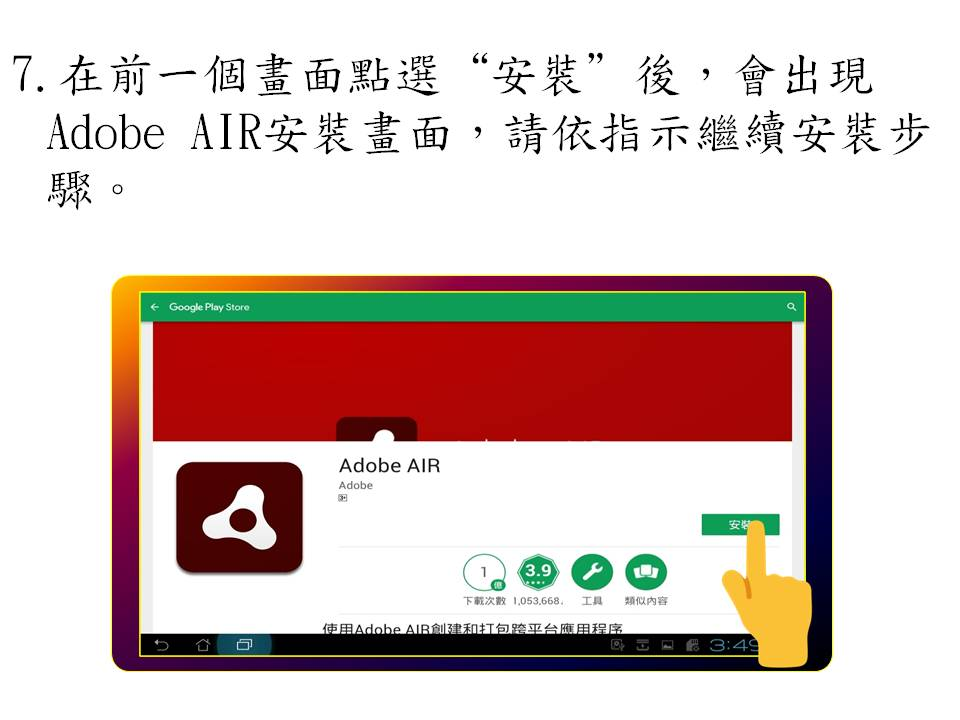 7.在前一個畫面點選“安裝”後，會出現
Adobe AIR安裝畫面，請依指示繼續安裝步
驟。
Google Play Store
Adobe AIR
Adobe
3+
安裝
1
億
3.9
下載次數 1,053,668. 工具 類似內容
使用Adobe AIR創建和打包跨平台應用程序
3:49